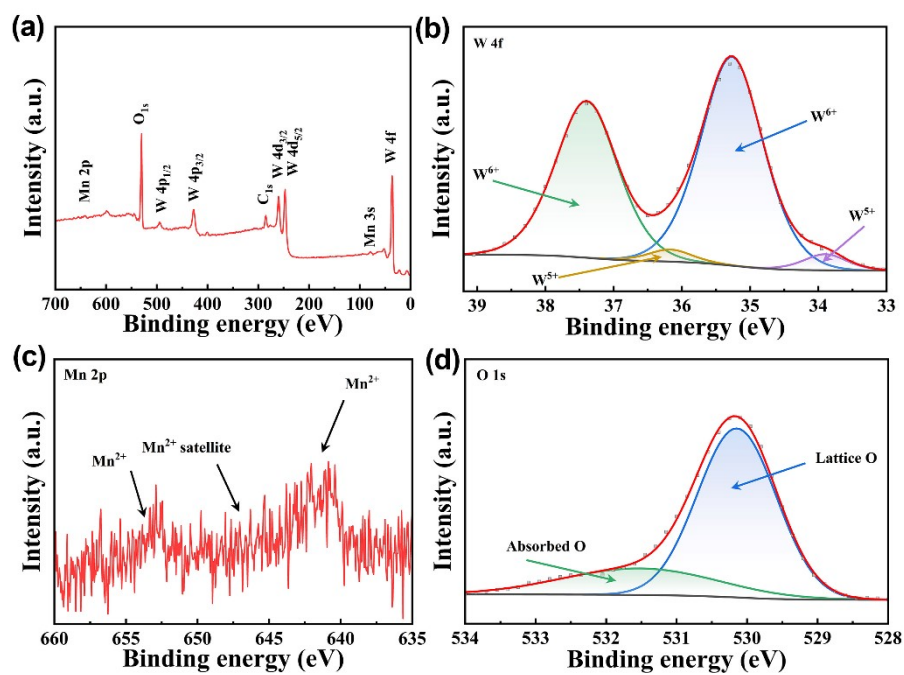 (a)
Intensity (a.u.)
Mn 2p
O1s
W 4p1/2
W 4p3/2
C1s
W 4d3/2
W 4d5/2
Mn 3s
W 4f
700 600 500 400 300 200 100 0
Binding energy (eV)
(b)
W 4f
Intensity (a.u.)
W6+
W6+
W5+
W5+
39 38 37 36 35 34 33
Binding energy (eV)
(c)
Mn 2p
Intensity (a.u.)
Mn2+
Mn2+ satellite
Mn2+
660 655 650 645 640 635
Binding energy (eV)
(d)
O 1s
Intensity (a.u.)
Lattice O
Absorbed O
534 533 532 531 530 529 528
Binding energy (eV)